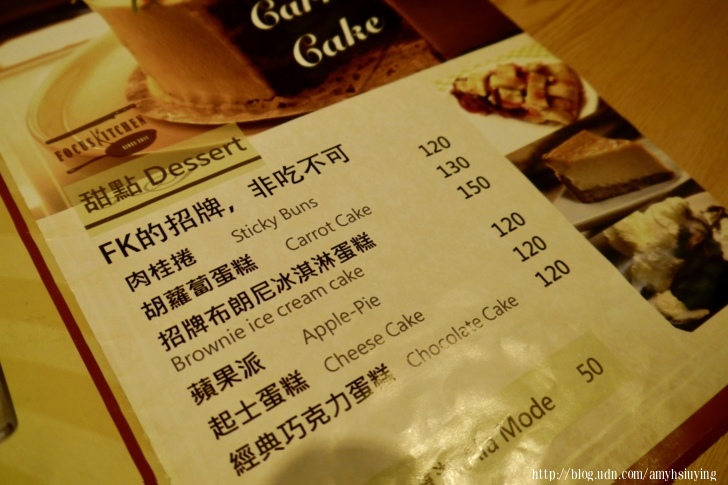 Cake
FOCUS KITCHEN
SINCE 2011
甜點 Dessert
FK的招牌，非吃不可
肉桂捲 Sticky Buns 120
胡蘿蔔蛋糕 Carrot Cake 130
招牌布朗尼冰淇淋蛋糕 150
Brownie ice cream cake
蘋果派 Apple-Pie 120
起士蛋糕 Cheese Cake 120
經典巧克力蛋糕 Chocolate Cake 120
Mode 50
http://blog.udn.com/amyhsiuying